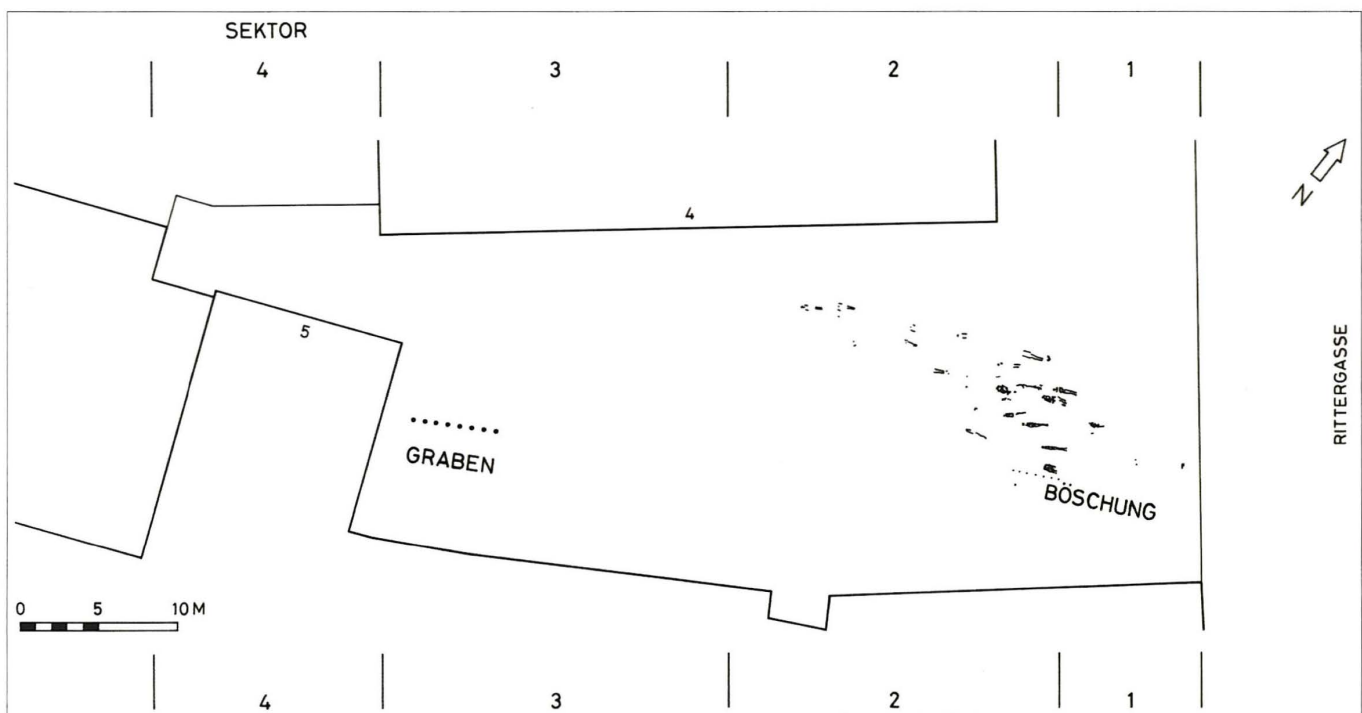 SEKTOR
4 3 2 1
4
N
5
RITTERGASSE
GRABEN
BÖSCHUNG
0 5 10 M
4 3 2 1